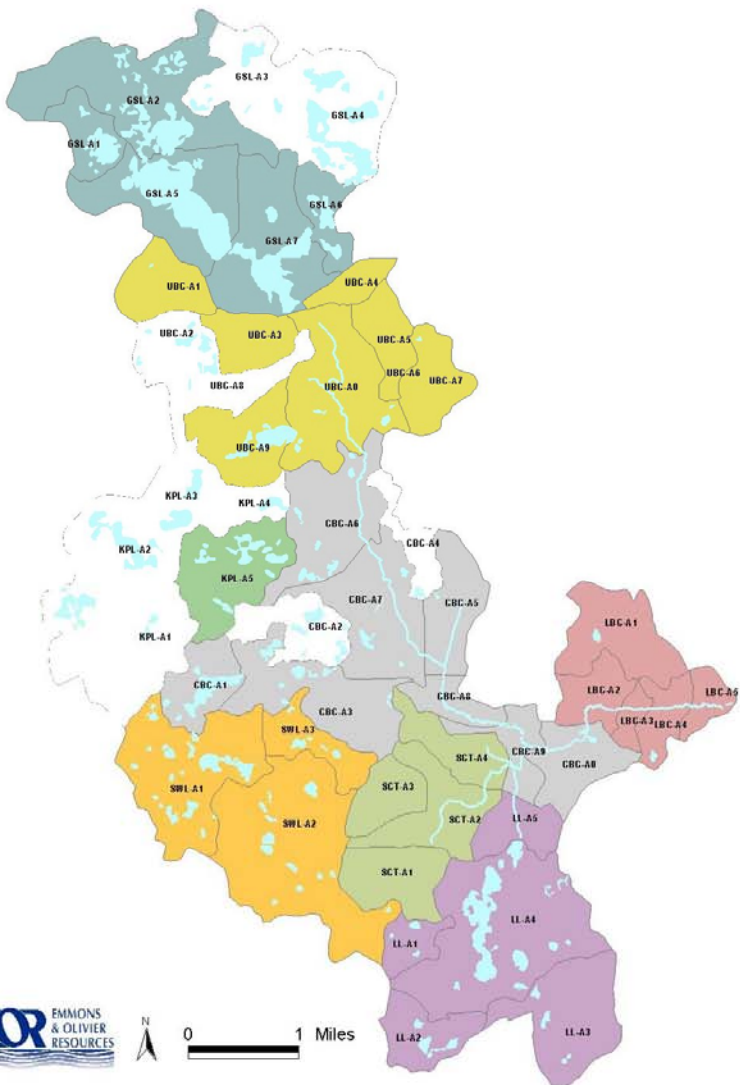 GSL-A3
GSL-A2
GSL-A4
GSL-A1
GSL-A5
GSL-A6
GSL-A7
UBC-A1
UBC-A4
UBC-A2
UBC-A3
UBC-A5
UBC-A6
UBC-A7
UBC-A8
UBC-A0
UBC-A9
KPL-A3
KPL-A4
CBC-A6
CBC-A4
KPL-A2
KPL-A5
CBC-A7
CBC-A5
CBC-A2
KPL-A1
LBC-A1
CBC-A1
LBC-A2
LBC-A5
CBC-A8
CBC-A3
LBC-A3
LBC-A4
SWL-A3
CBC-A9
SCT-A4
CBC-A0
SWL-A1
SCT-A3
SWL-A2
SCT-A2
LL-A5
SCT-A1
LL-A4
LL-A1
LL-A2
LL-A3
OR
EMMONS
& OLIVIER
RESOURCES
N
0 1 Miles